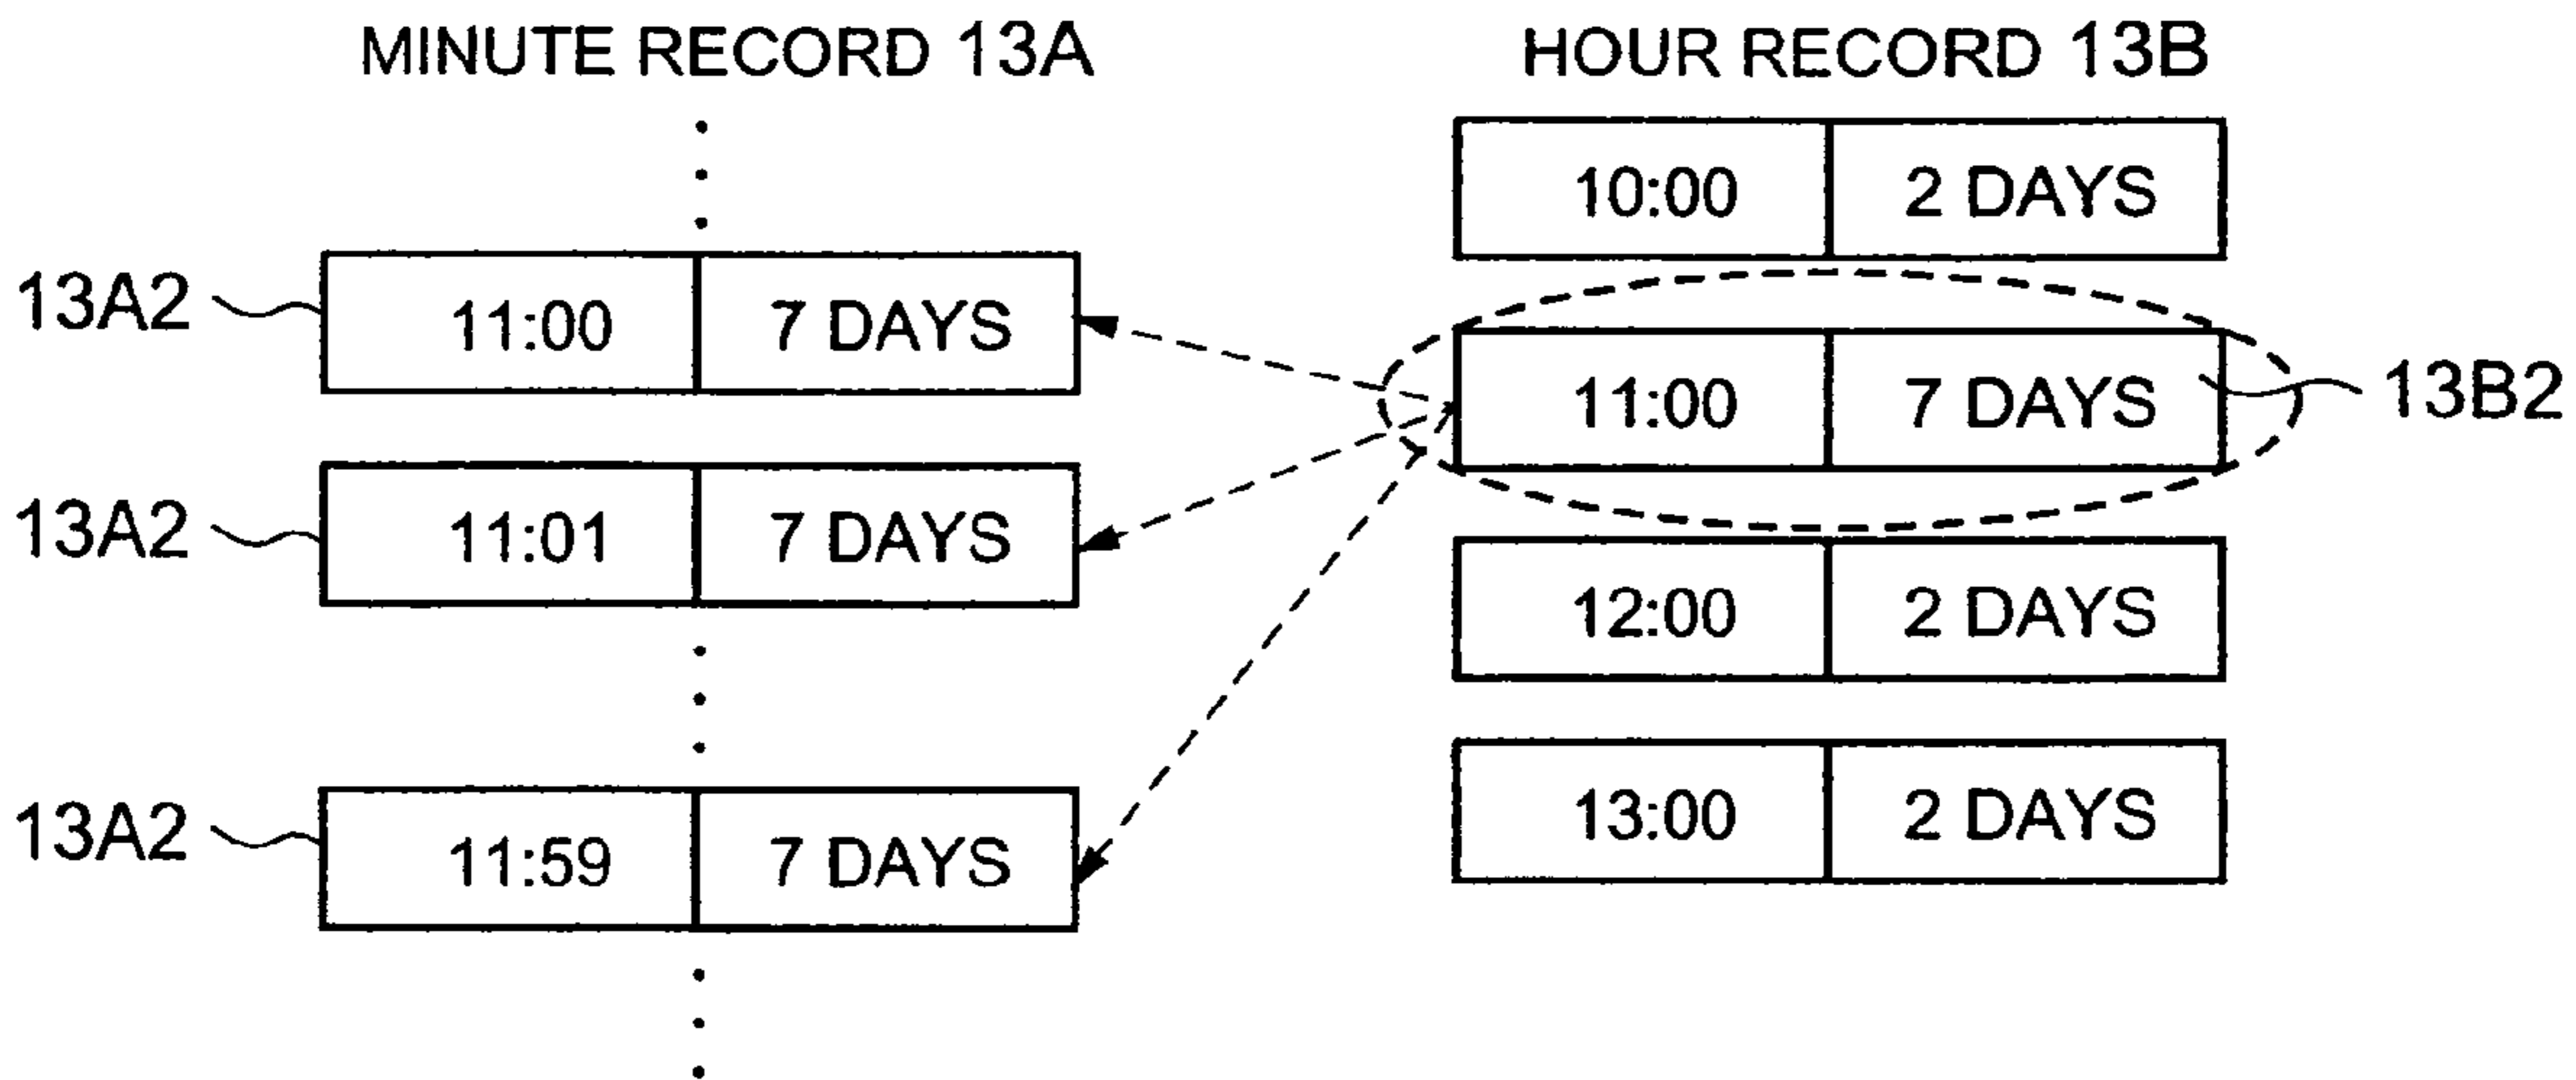 MINUTE RECORD 13A
13A2 11:00 7 DAYS
13A2 11:01 7 DAYS
13A2 11:59 7 DAYS
HOUR RECORD 13B
10:00 2 DAYS
11:00 7 DAYS 13B2
12:00 2 DAYS
13:00 2 DAYS